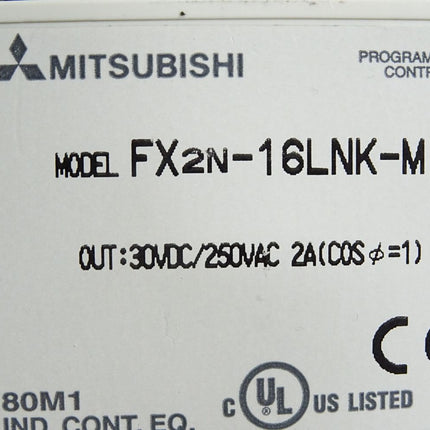 MITSUBISHI
PROGRAM
CONTR
MODEL FX2N-16LNK-M
OUT:30VDC/250VAC 2A(COSφ=1)
C UL US LISTED
80M1
IND. CONT. EQ.